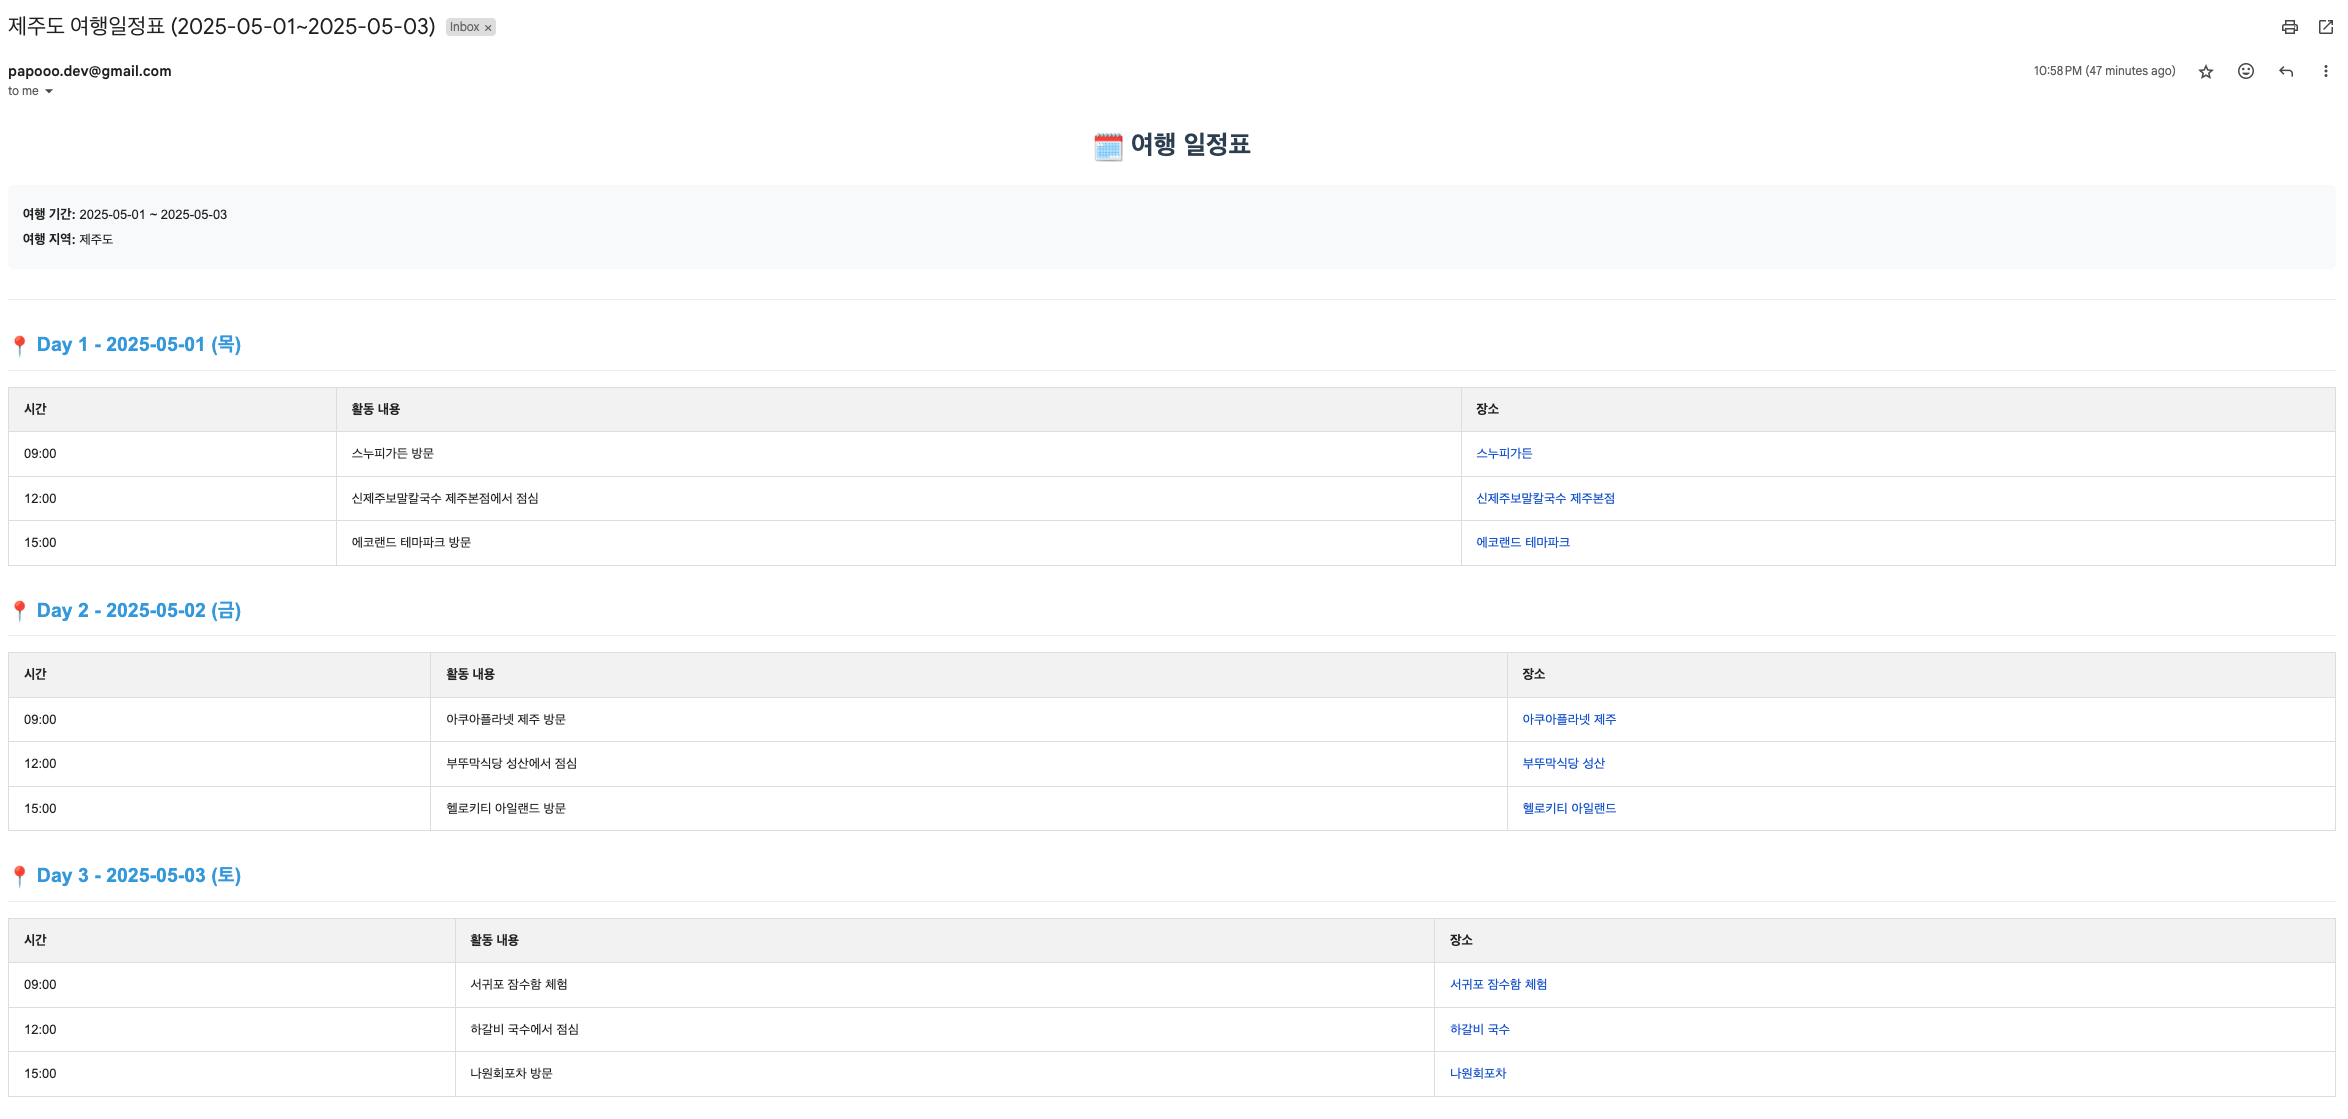 제주도 여행일정표 (2025-05-01~2025-05-03) Inbox ×
papooo.dev@gmail.com 10:58 PM (47 minutes ago)
to me
여행 일정표
여행 기간: 2025-05-01 ~ 2025-05-03
여행 지역: 제주도
Day 1 - 2025-05-01 (목)
시간 활동 내용 장소
09:00 스누피가든 방문 스누피가든
12:00 신제주보말칼국수 제주본점에서 점심 신제주보말칼국수 제주본점
15:00 에코랜드 테마파크 방문 에코랜드 테마파크
Day 2 - 2025-05-02 (금)
시간 활동 내용 장소
09:00 아쿠아플라넷 제주 방문 아쿠아플라넷 제주
12:00 부뚜막식당 성산에서 점심 부뚜막식당 성산
15:00 헬로키티 아일랜드 방문 헬로키티 아일랜드
Day 3 - 2025-05-03 (토)
시간 활동 내용 장소
09:00 서귀포 잠수함 체험 서귀포 잠수함 체험
12:00 하갈비 국수에서 점심 하갈비 국수
15:00 나원회포차 방문 나원회포차